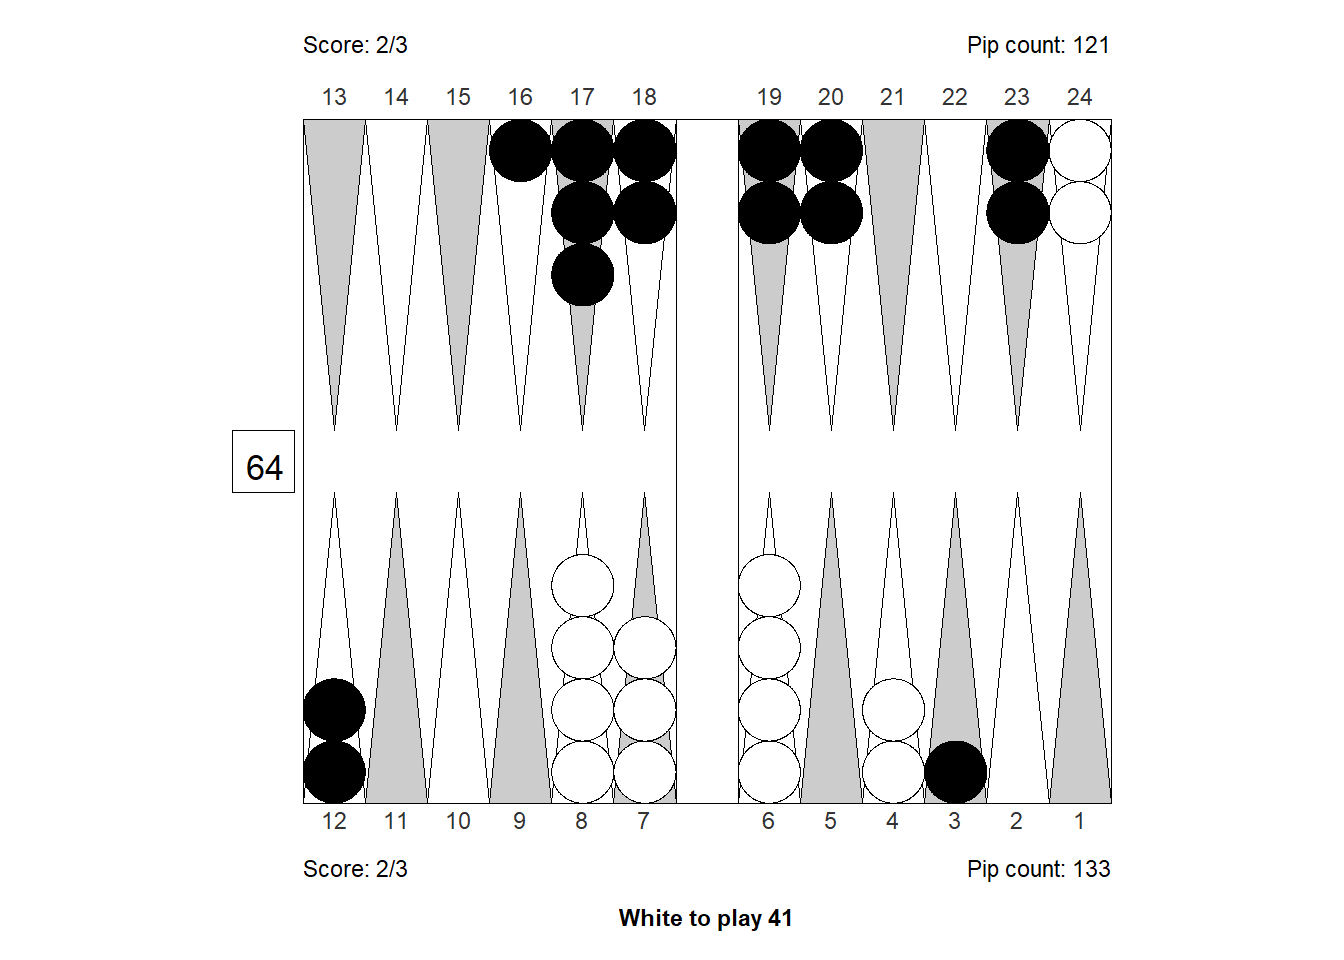 Score: 2/3 Pip count: 121
13 14 15 16 17 18 19 20 21 22 23 24
64
12 11 10 9 8 7 6 5 4 3 2 1
Score: 2/3 Pip count: 133
White to play 41